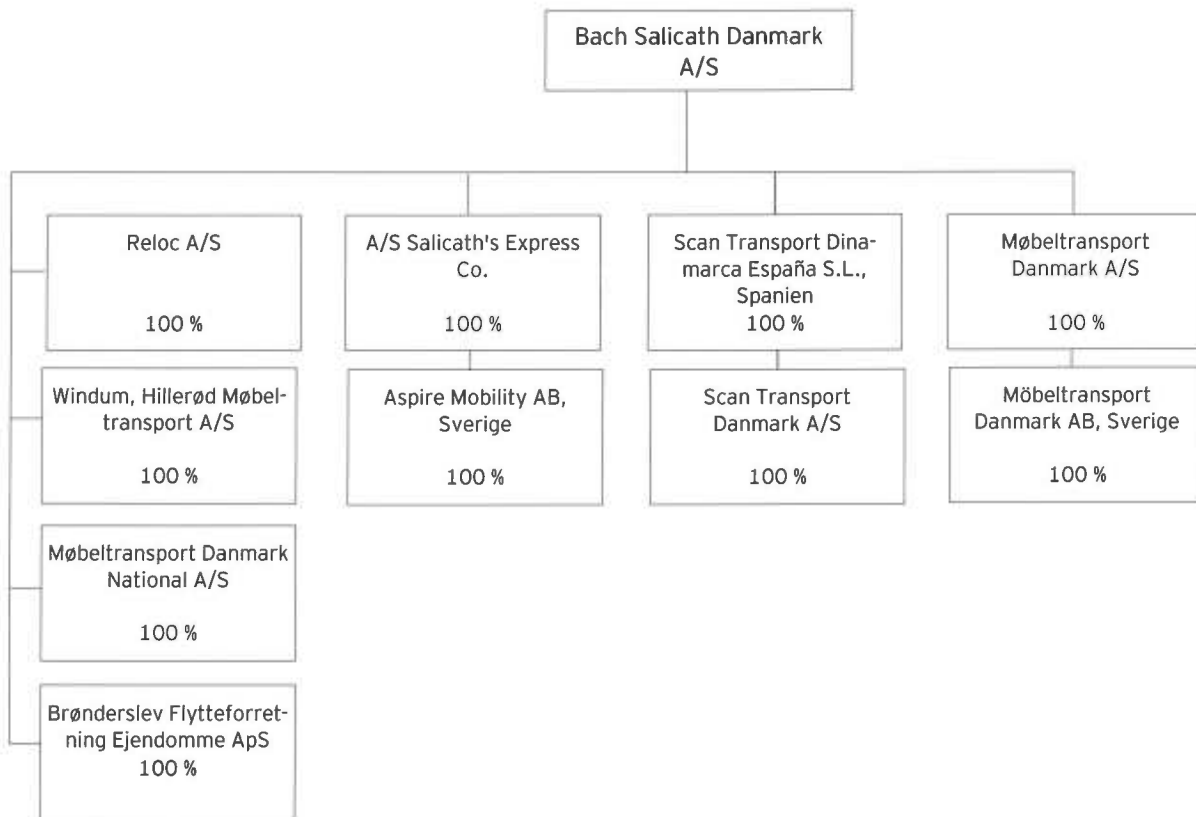 Bach Salicath Danmark
A/S
Reloc A/S
100 %
A/S Salicath's Express
Co.
100 %
Scan Transport Dina-
marca España S.L.,
Spanien
100 %
Møbeltransport
Danmark A/S
100 %
Windum, Hillerød Møbel-
transport A/S
100 %
Aspire Mobility AB,
Sverige
100 %
Scan Transport
Danmark A/S
100 %
Möbeltransport
Danmark AB, Sverige
100 %
Møbeltransport Danmark
National A/S
100 %
Brønderslev Flytteforret-
ning Ejendomme ApS
100 %